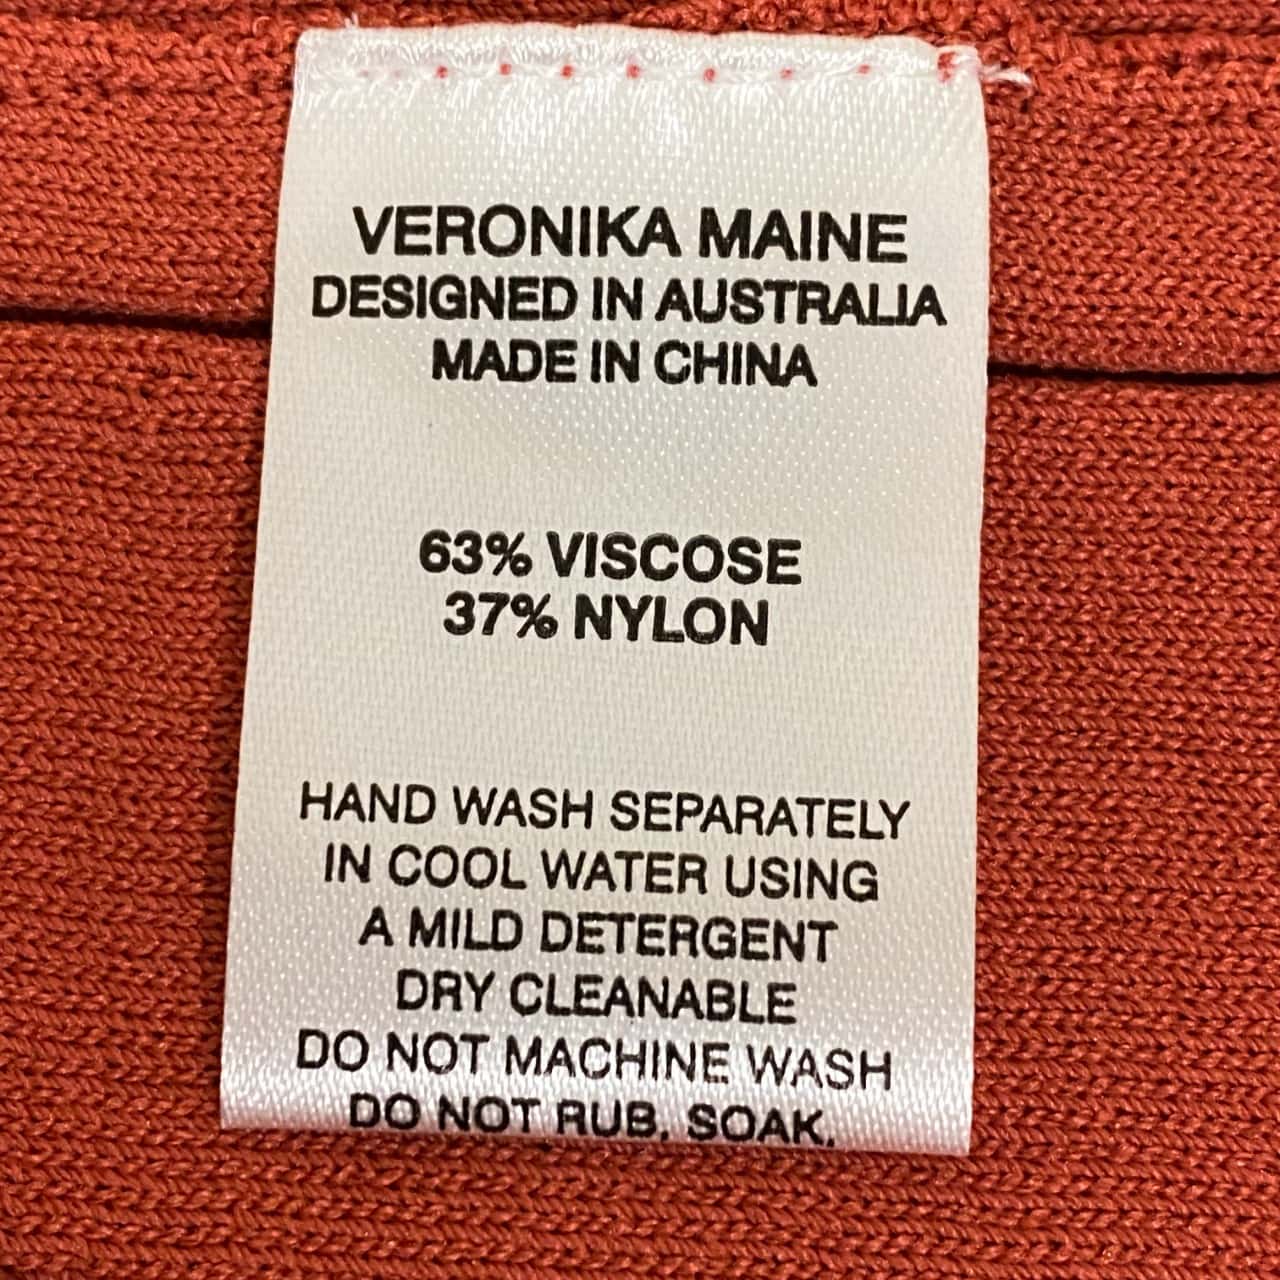 VERONIKA MAINE
DESIGNED IN AUSTRALIA
MADE IN CHINA
63% VISCOSE
37% NYLON
HAND WASH SEPARATELY
IN COOL WATER USING
A MILD DETERGENT
DRY CLEANABLE
DO NOT MACHINE WASH
DO NOT RUB, SOAK,